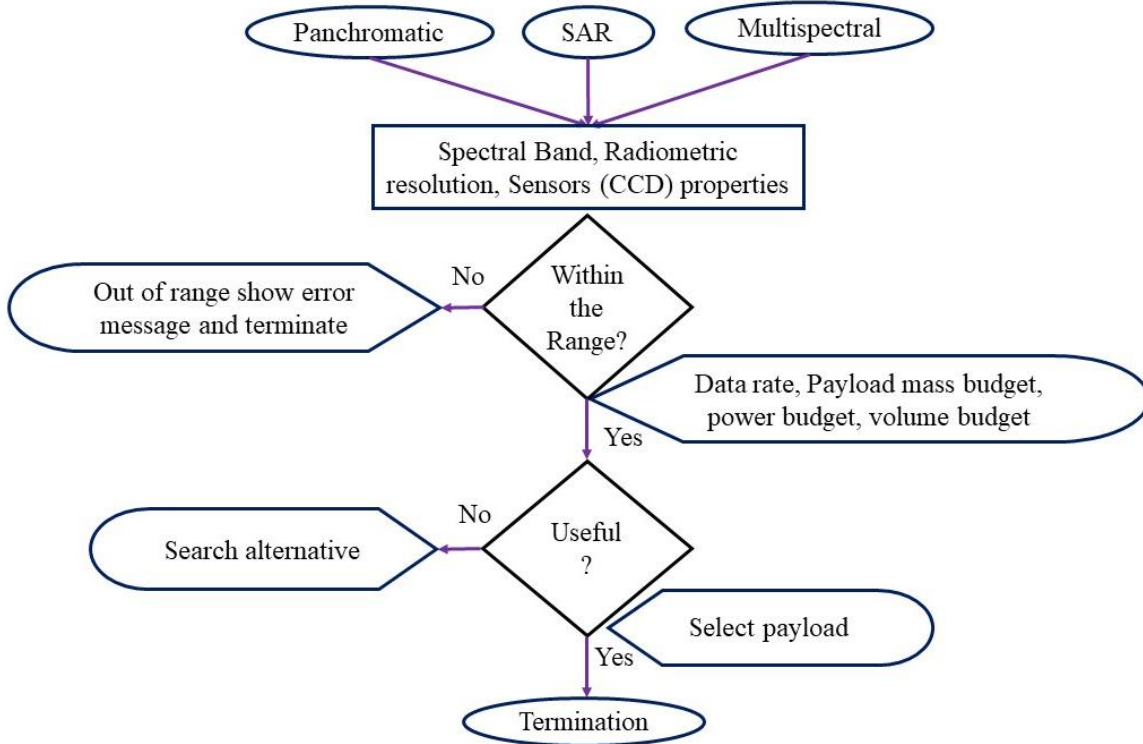 Panchromatic
SAR
Multispectral
Spectral Band, Radiometric
resolution, Sensors (CCD) properties
No
Within
the
Range?
Out of range show error
message and terminate
Data rate, Payload mass budget,
power budget, volume budget
Yes
No
Useful
?
Search alternative
Select payload
Yes
Termination